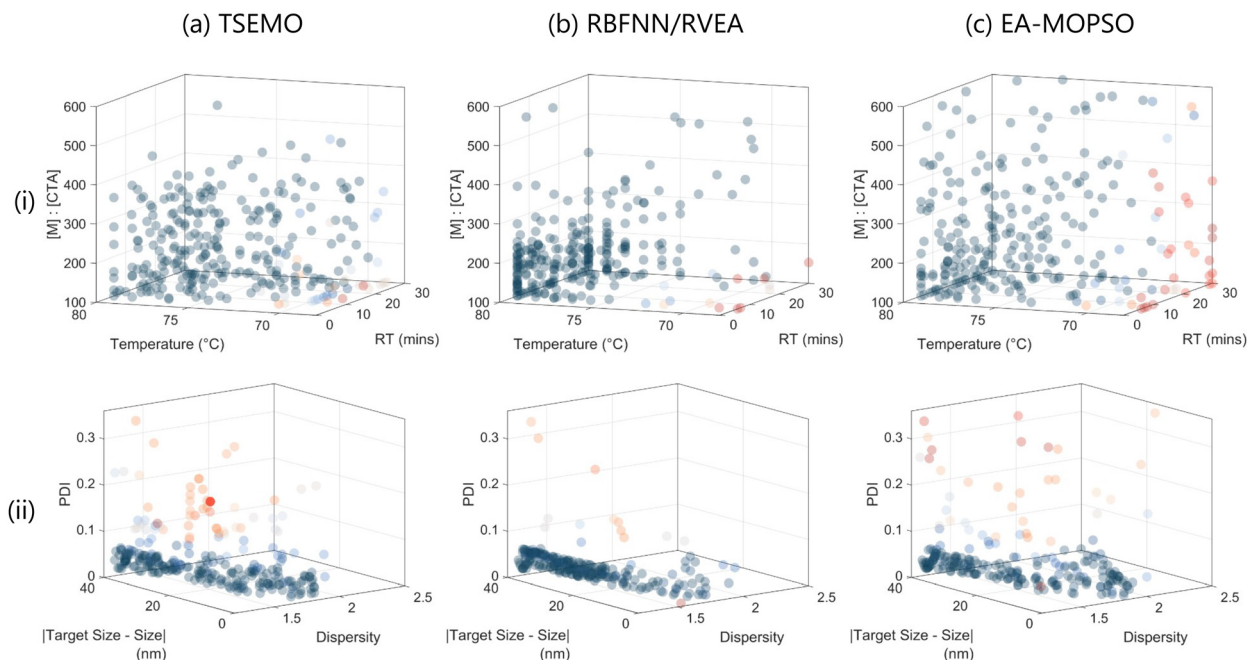 (a) TSEMO
(b) RBFNN/RVEA
(c) EA-MOPSO
(i)
600
500
400
300
200
100
[M] : [CTA]
80
75
70
Temperature (°C)
0
10
20
30
RT (mins)
600
500
400
300
200
100
[M] : [CTA]
80
75
70
Temperature (°C)
0
10
20
30
RT (mins)
600
500
400
300
200
100
[M] : [CTA]
80
75
70
Temperature (°C)
0
10
20
30
RT (mins)
(ii)
0.3
0.2
0.1
0
PDI
40
20
0
|Target Size - Size|
(nm)
1.5
2
2.5
Dispersity
0.3
0.2
0.1
0
PDI
40
20
0
|Target Size - Size|
(nm)
1.5
2
2.5
Dispersity
0.3
0.2
0.1
0
PDI
40
20
0
|Target Size - Size|
(nm)
1.5
2
2.5
Dispersity